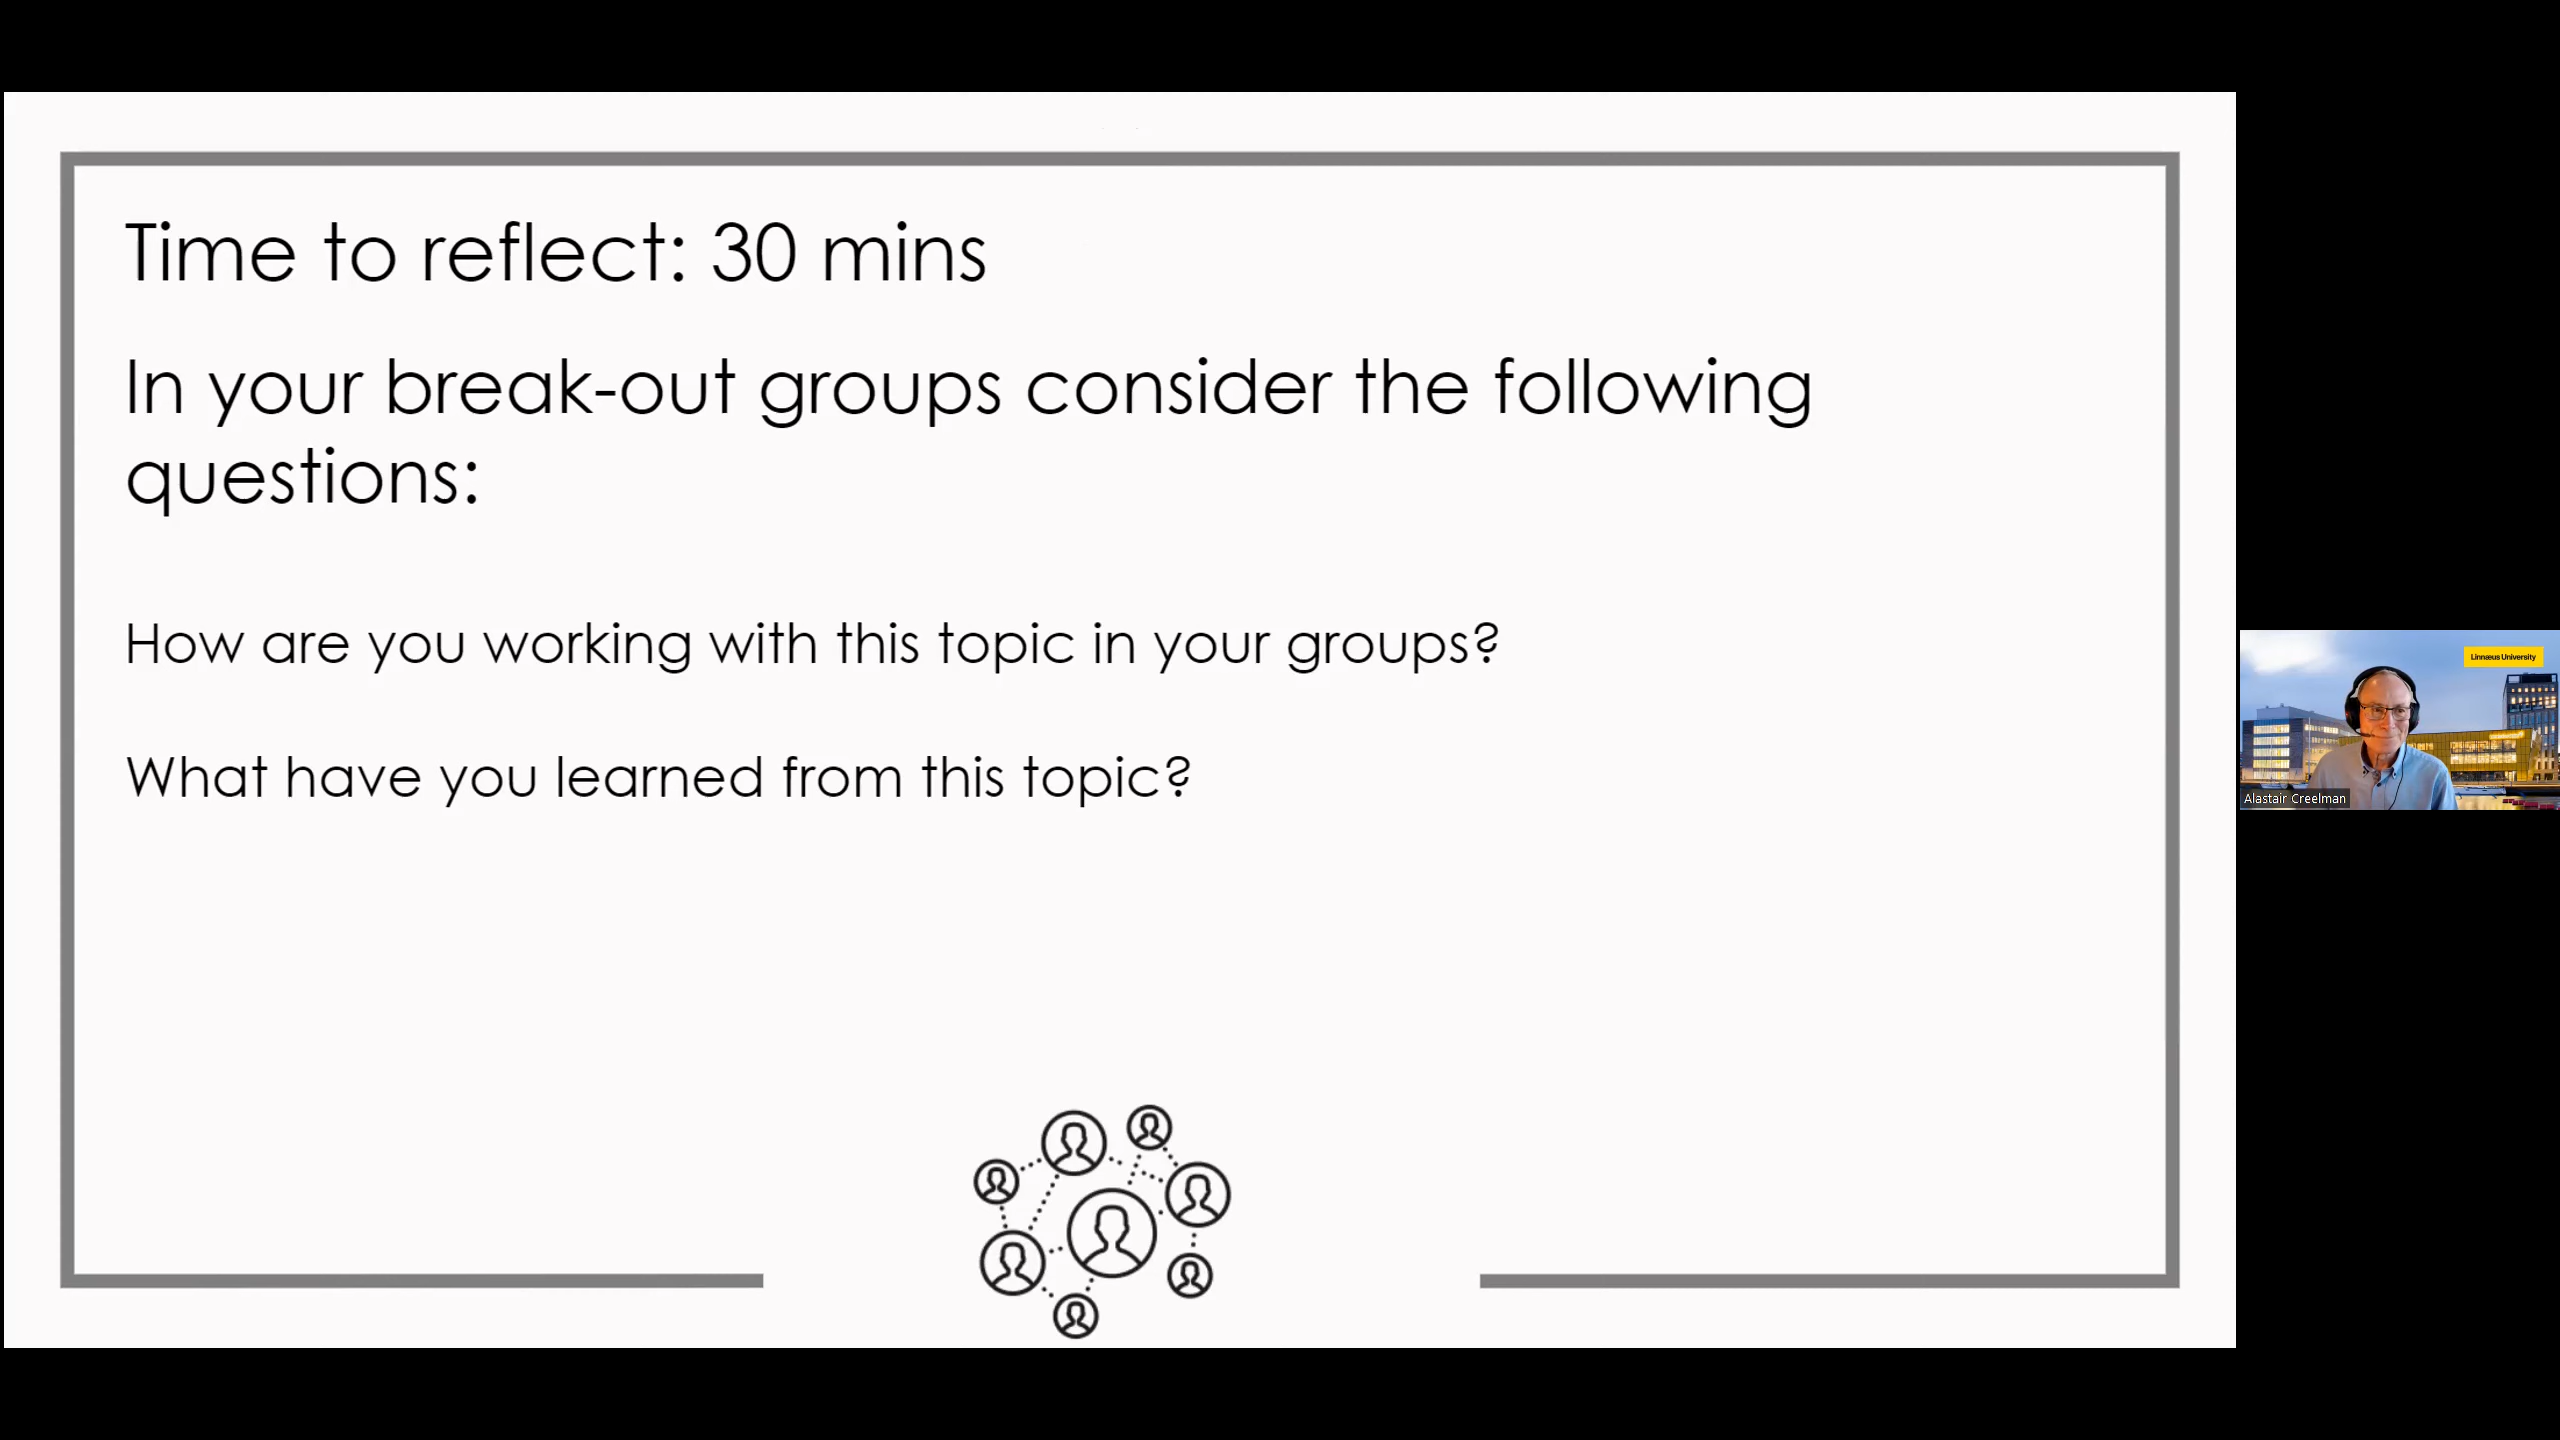 Time to reflect: 30 mins
In your break-out groups consider the following
questions:
How are you working with this topic in your groups?
What have you learned from this topic?
Linnæus University
Alastair Creelman